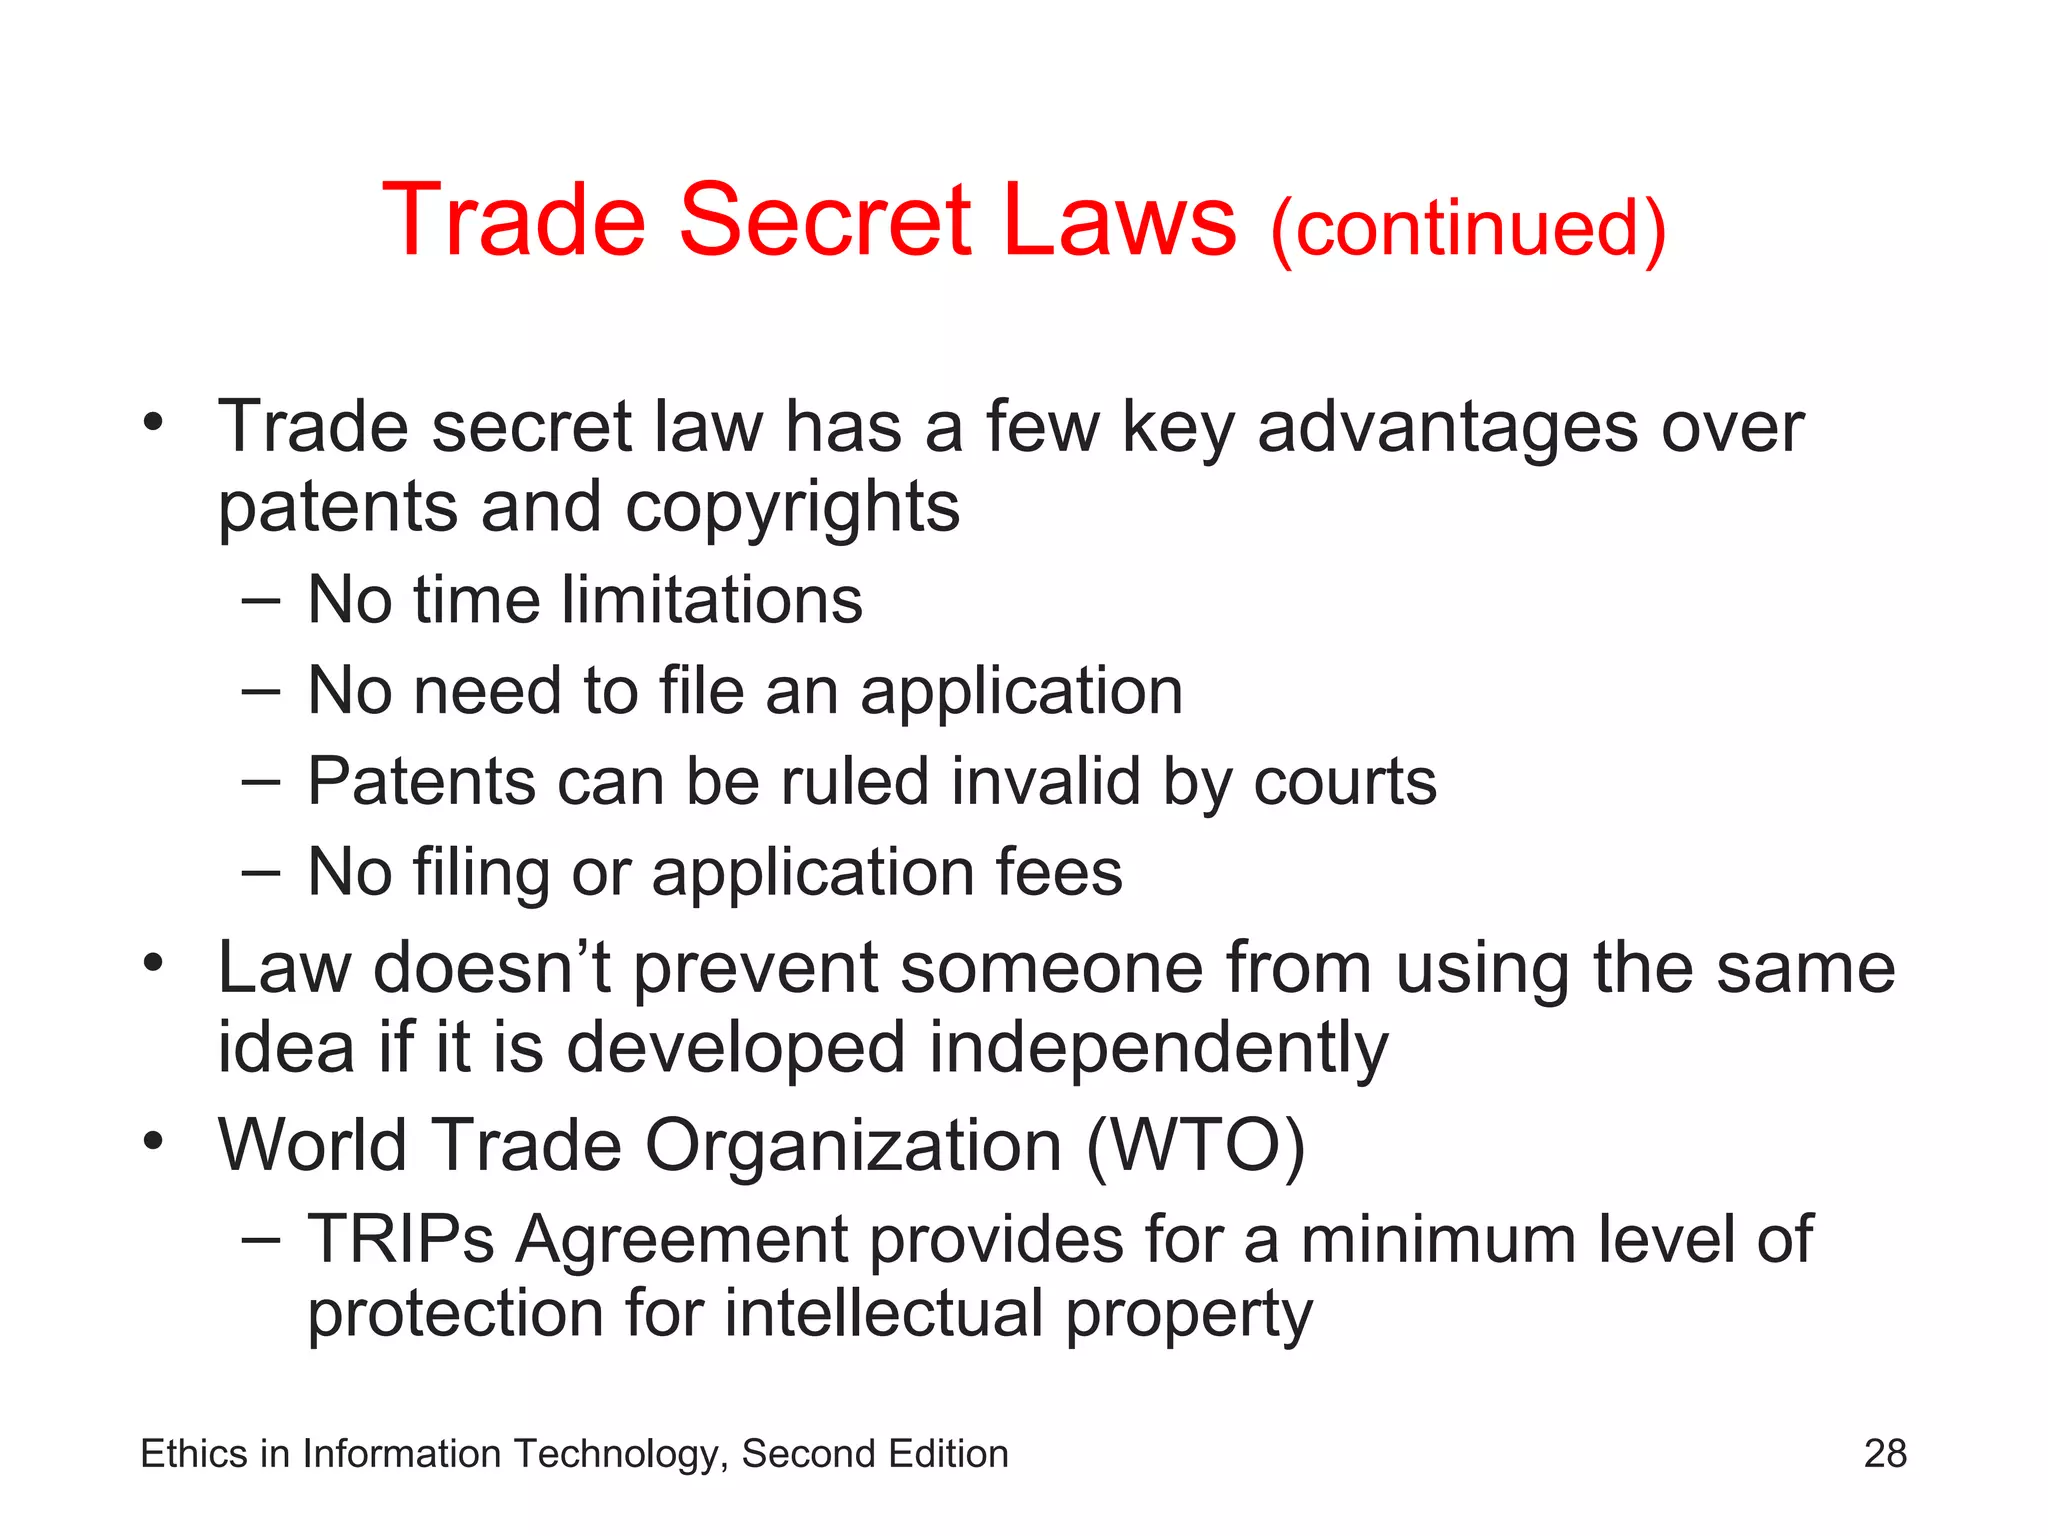 Trade Secret Laws (continued)
• Trade secret law has a few key advantages over
patents and copyrights
– No time limitations
– No need to file an application
– Patents can be ruled invalid by courts
– No filing or application fees
• Law doesn’t prevent someone from using the same
idea if it is developed independently
• World Trade Organization (WTO)
– TRIPs Agreement provides for a minimum level of
protection for intellectual property
Ethics in Information Technology, Second Edition 28